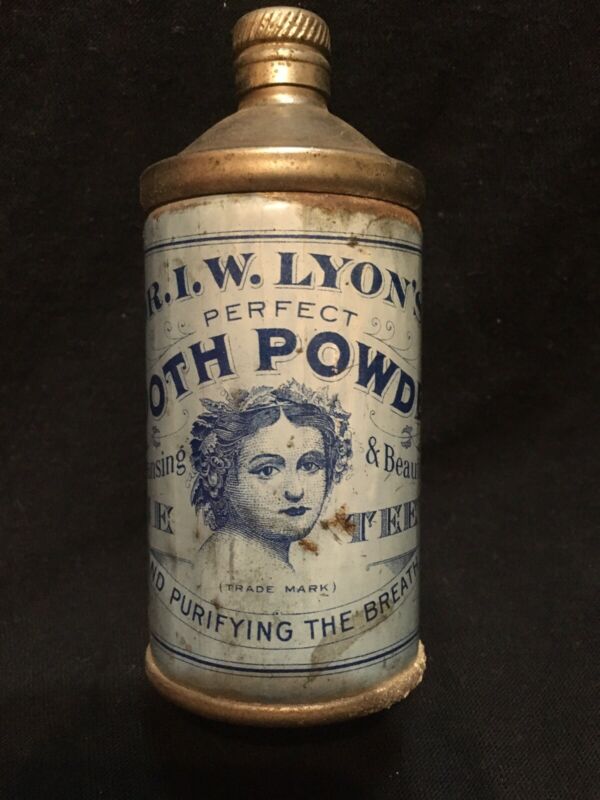 R. I. W. LYON'S
PERFECT
OTH POWD
nsing & Beau
E TEE
(TRADE MARK)
ND PURIFYING THE BREATH